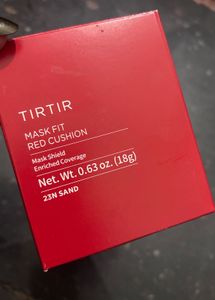 TIRTIR
MASK FIT
RED CUSHION
Mask Shield
Enriched Coverage
Net. Wt. 0.63 oz. (18g)
23N SAND